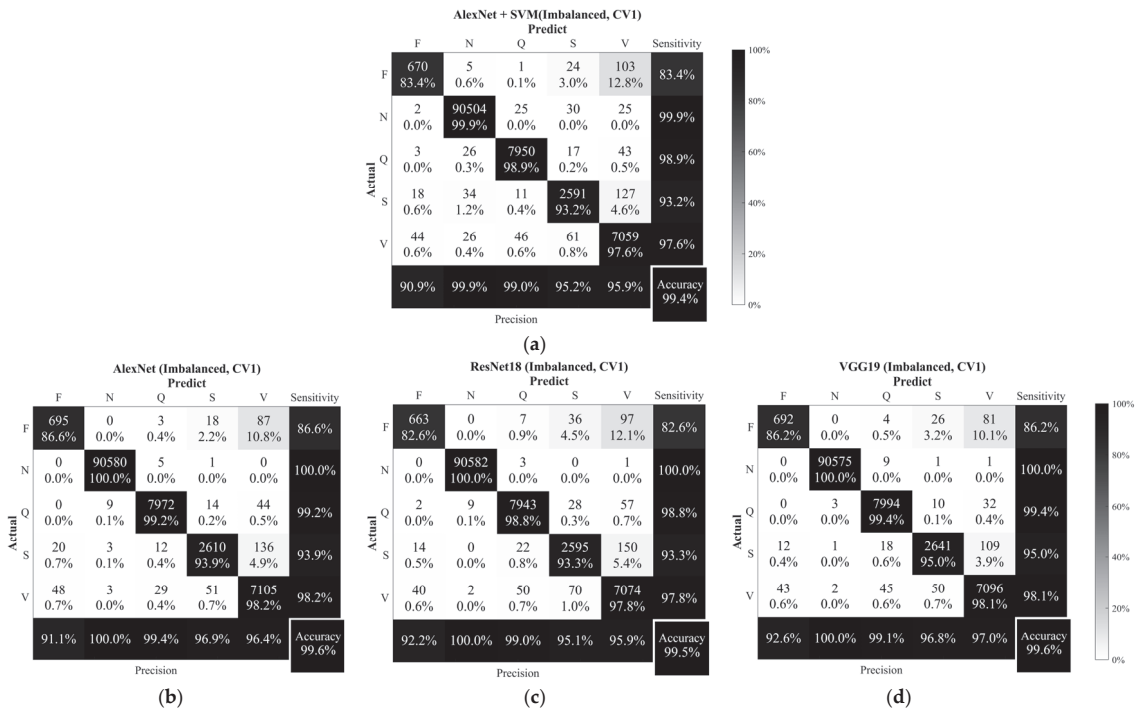 AlexNet + SVM(Imbalanced, CV1)
Predict
F N Q S V Sensitivity
F 670 5 1 24 103 83.4%
83.4% 0.6% 0.1% 3.0% 12.8%
N 2 90504 25 30 25 99.9%
0.0% 99.9% 0.0% 0.0% 0.0%
Q 3 26 7950 17 43 98.9%
0.0% 0.3% 98.9% 0.2% 0.5%
Actual
S 18 34 11 2591 127 93.2%
0.6% 1.2% 0.4% 93.2% 4.6%
V 44 26 46 61 7059 97.6%
0.6% 0.4% 0.6% 0.8% 97.6%
90.9% 99.9% 99.0% 95.2% 95.9% Accuracy
99.4%
Precision
100%
80%
60%
40%
20%
0%
(a)
AlexNet (Imbalanced, CV1)
Predict
F N Q S V Sensitivity
F 695 0 3 18 87 86.6%
86.6% 0.0% 0.4% 2.2% 10.8%
N 0 90580 5 1 0 100.0%
0.0% 100.0% 0.0% 0.0% 0.0%
Q 0 9 7972 14 44 99.2%
0.0% 0.1% 99.2% 0.2% 0.5%
Actual
S 20 3 12 2610 136 93.9%
0.7% 0.1% 0.4% 93.9% 4.9%
V 48 3 29 51 7105 98.2%
0.7% 0.0% 0.4% 0.7% 98.2%
91.1% 100.0% 99.4% 96.9% 96.4% Accuracy
99.6%
Precision
(b)
ResNet18 (Imbalanced, CV1)
Predict
F N Q S V Sensitivity
F 663 0 7 36 97 82.6%
82.6% 0.0% 0.9% 4.5% 12.1%
N 0 90582 3 0 1 100.0%
0.0% 100.0% 0.0% 0.0% 0.0%
Q 2 9 7943 28 57 98.8%
0.0% 0.1% 98.8% 0.3% 0.7%
Actual
S 14 0 22 2595 150 93.3%
0.5% 0.0% 0.8% 93.3% 5.4%
V 40 2 50 70 7074 97.8%
0.6% 0.0% 0.7% 1.0% 97.8%
92.2% 100.0% 99.0% 95.1% 95.9% Accuracy
99.5%
Precision
(c)
VGG19 (Imbalanced, CV1)
Predict
F N Q S V Sensitivity
F 692 0 4 26 81 86.2%
86.2% 0.0% 0.5% 3.2% 10.1%
N 0 90575 9 1 1 100.0%
0.0% 100.0% 0.0% 0.0% 0.0%
Q 0 3 7994 10 32 99.4%
0.0% 0.0% 99.4% 0.1% 0.4%
Actual
S 12 1 18 2641 109 95.0%
0.4% 0.0% 0.6% 95.0% 3.9%
V 43 2 45 50 7096 98.1%
0.6% 0.0% 0.6% 0.7% 98.1%
92.6% 100.0% 99.1% 96.8% 97.0% Accuracy
99.6%
Precision
100%
80%
60%
40%
20%
0%
(d)